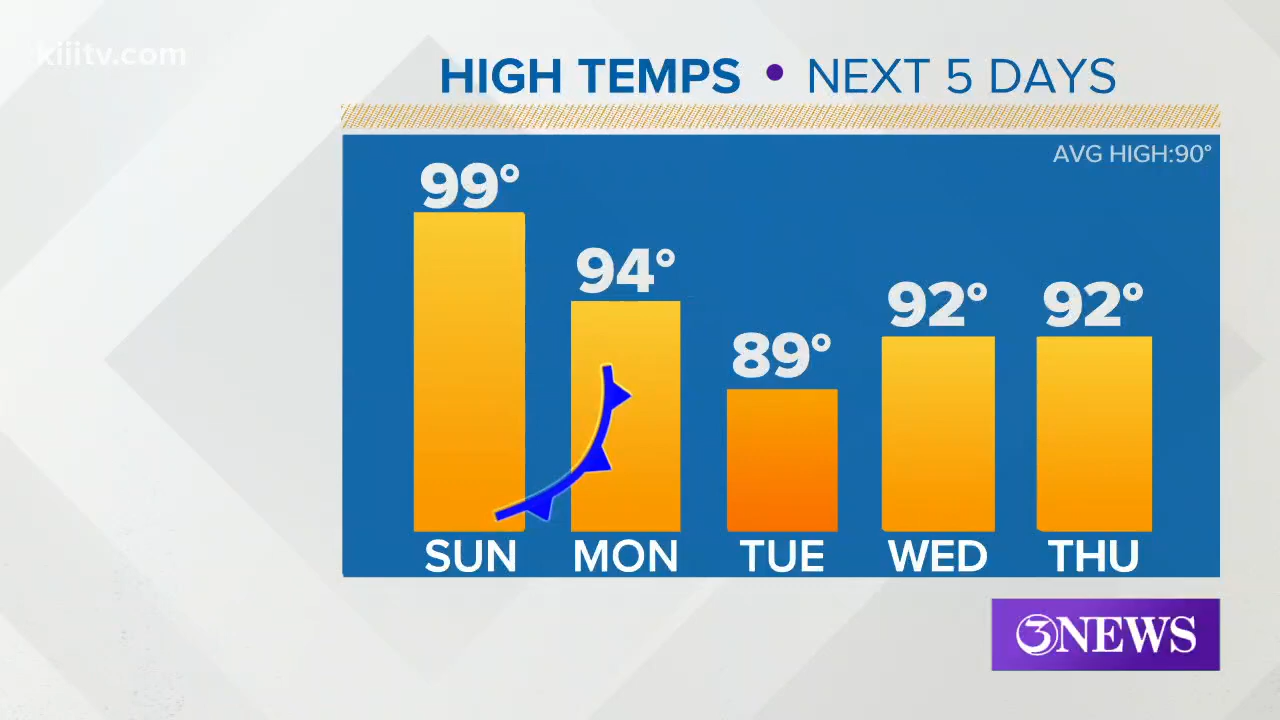 kiiitv.com
HIGH TEMPS • NEXT 5 DAYS
AVG HIGH:90°
99° 94° 89° 92° 92°
SUN MON TUE WED THU
3NEWS